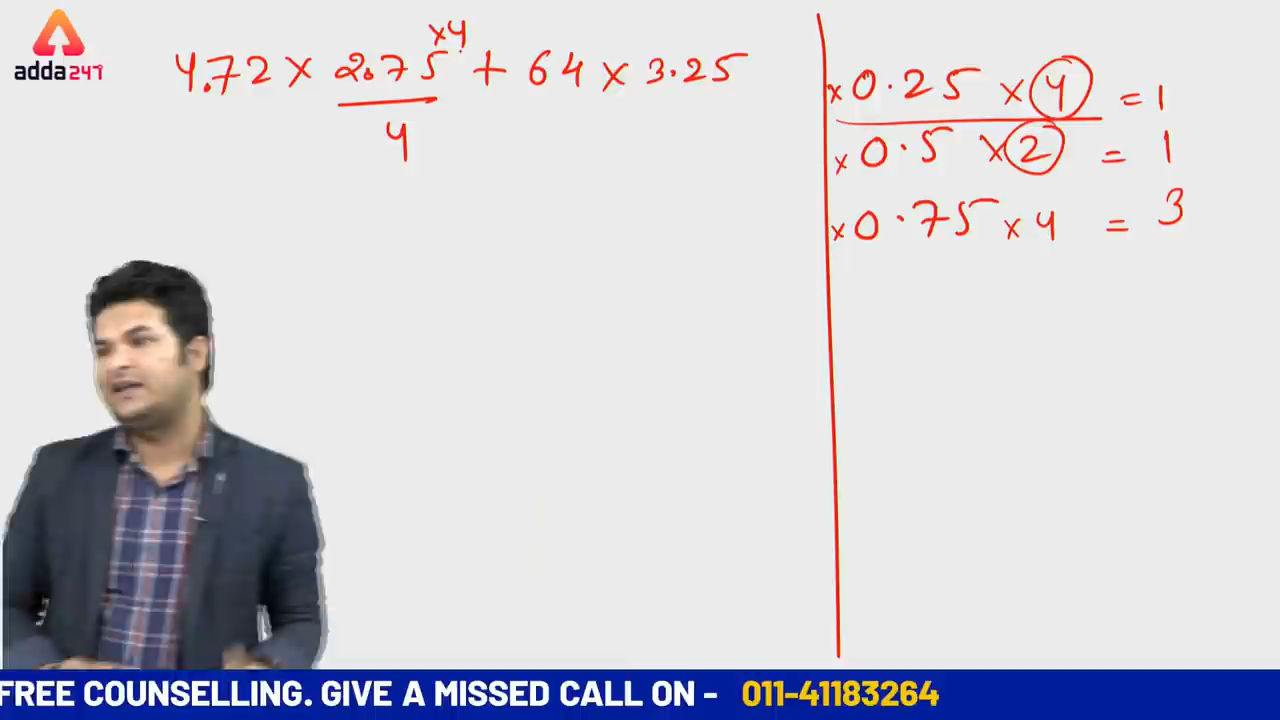 adda247
4.72 × 2.75 ×4 + 64 × 3.25
4
×0.25 ×4 = 1
×0.5 ×2 = 1
×0.75 ×4 = 3
FREE COUNSELLING. GIVE A MISSED CALL ON - 011-41183264